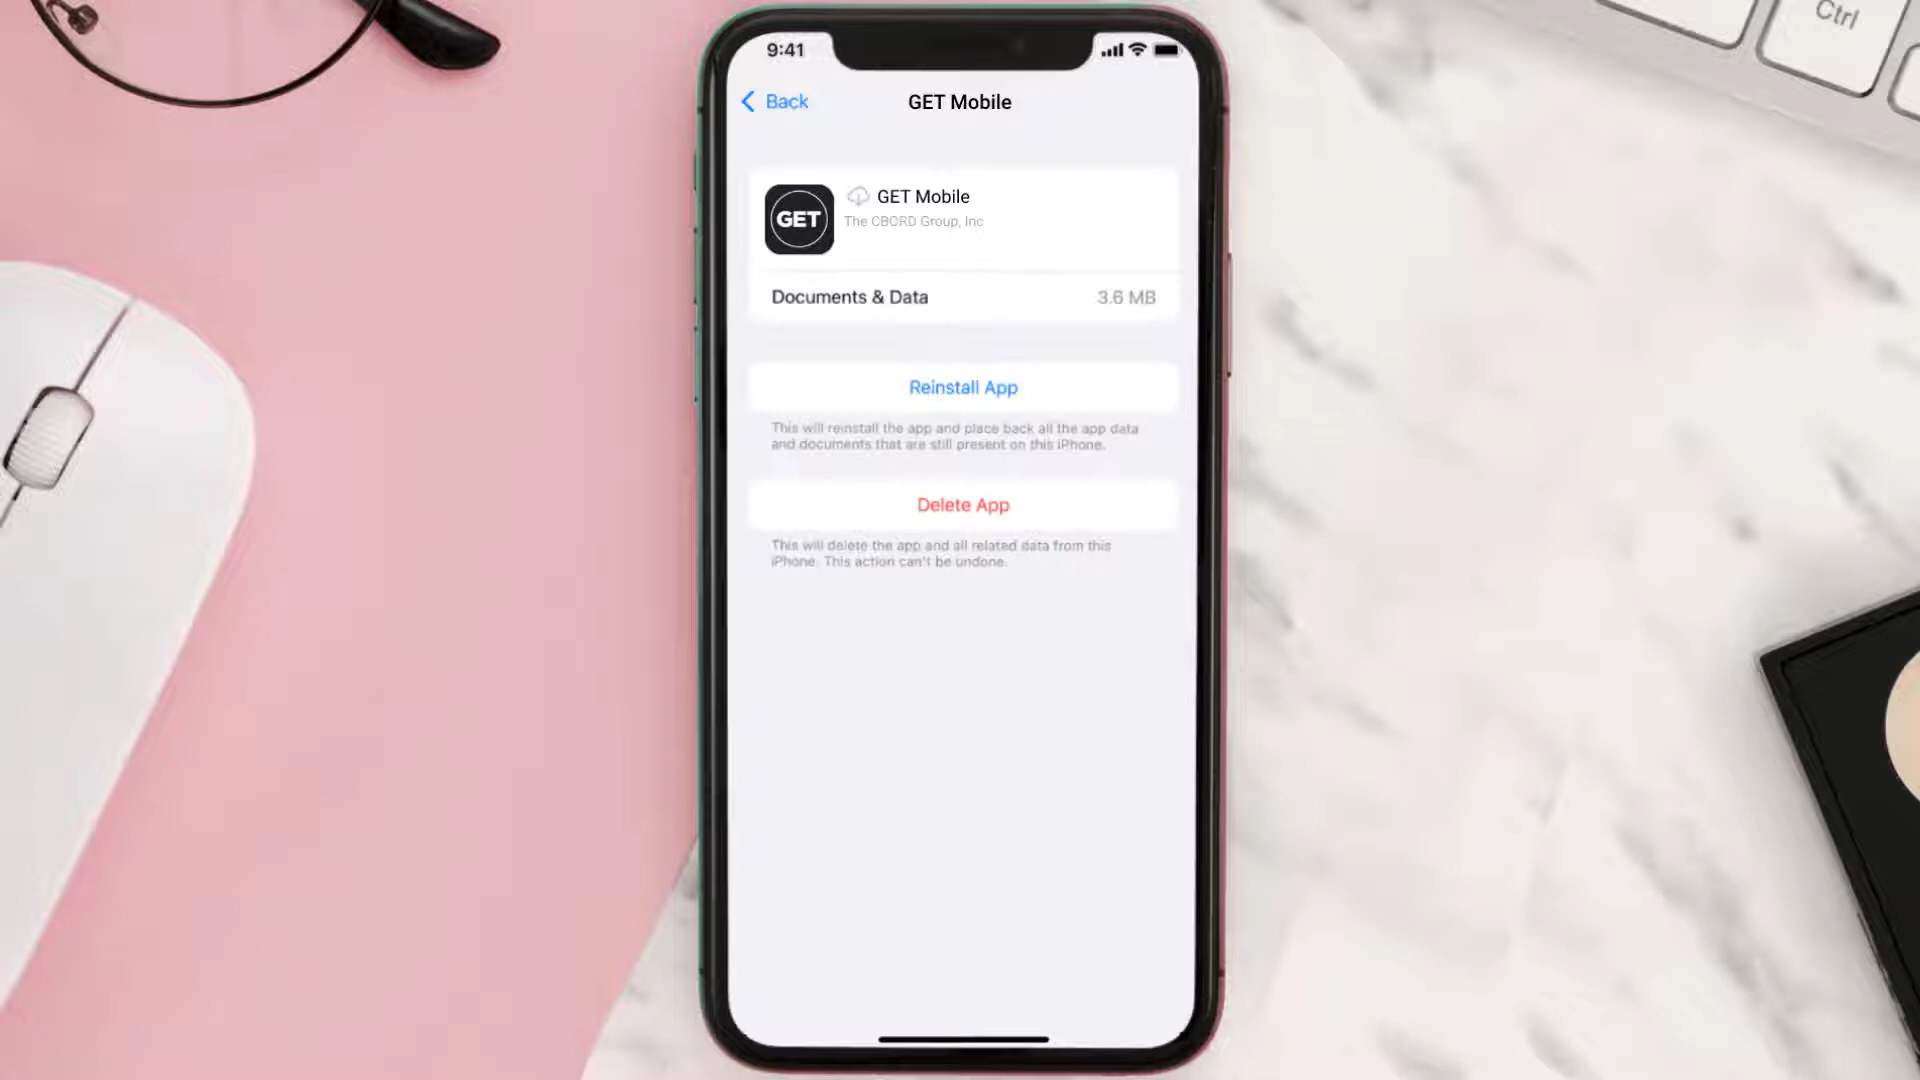 Ctrl
9:41
Back
GET Mobile
GET
GET Mobile
The CBORD Group, Inc
Documents & Data
3.6 MB
Reinstall App
This will reinstall the app and place back all the app data
and documents that are still present on this iPhone.
Delete App
This will delete the app and all related data from this
iPhone. This action can't be undone.